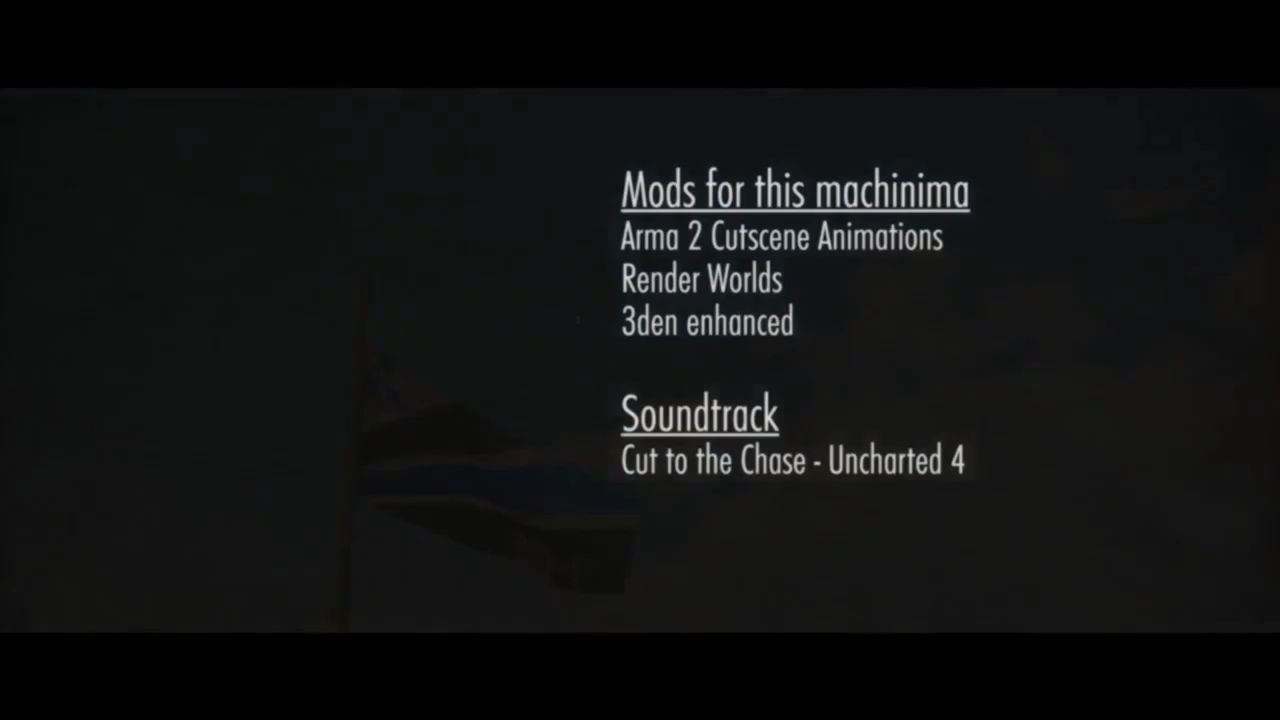 Mods for this machinima
Arma 2 Cutscene Animations
Render Worlds
3den enhanced
Soundtrack
Cut to the Chase - Uncharted 4